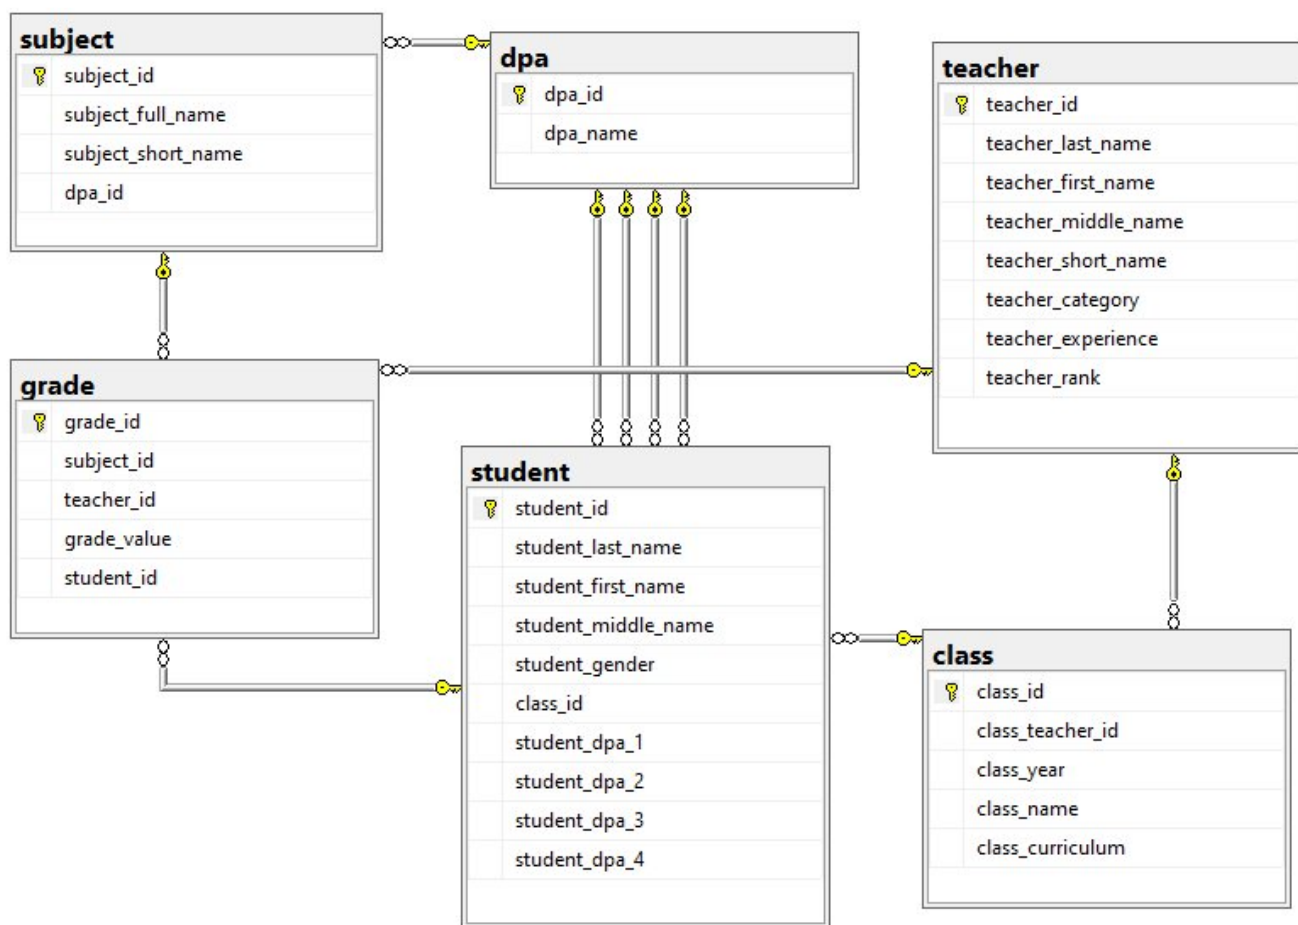 subject
subject_id
subject_full_name
subject_short_name
dpa_id
dpa
dpa_id
dpa_name
teacher
teacher_id
teacher_last_name
teacher_first_name
teacher_middle_name
teacher_short_name
teacher_category
teacher_experience
teacher_rank
grade
grade_id
subject_id
teacher_id
grade_value
student_id
student
student_id
student_last_name
student_first_name
student_middle_name
student_gender
class_id
student_dpa_1
student_dpa_2
student_dpa_3
student_dpa_4
class
class_id
class_teacher_id
class_year
class_name
class_curriculum